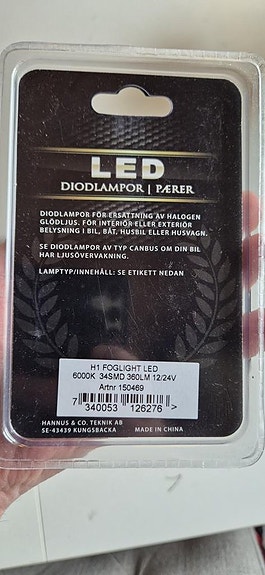 LED
DIODLAMPOR | PÆRER
DIODLAMPOR FÖR ERSÄTTNING AV HALOGEN
GLÖDLJUS. FÖR INTERIÖR ELLER EXTERIÖR
BELYSNING I BIL, BÅT, HUSBIL ELLER HUSVAGN.
SE DIODLAMPOR AV TYP CANBUS OM DIN BIL
HAR LJUSÖVERVAKNING.
LAMPTYP/INNEHÅLL: SE ETIKETT NEDAN
H1 FOGLIGHT LED
6000K 34SMD 360LM 12/24V
Artnr 150469
7 340053 126276 >
HANNUS & CO. TEKNIK AB
SE-43439 KUNGSBACKA MADE IN CHINA